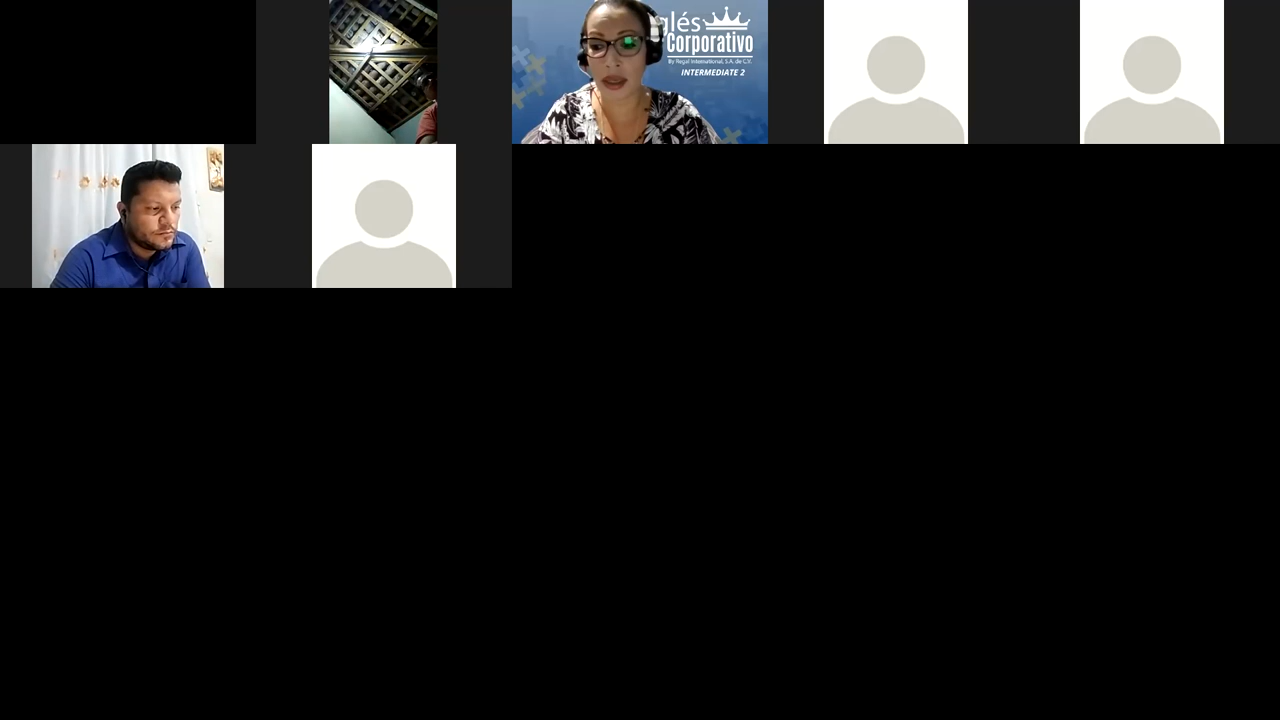 glés
Corporativo
By Regal International, S.A. de C.V.
INTERMEDIATE 2